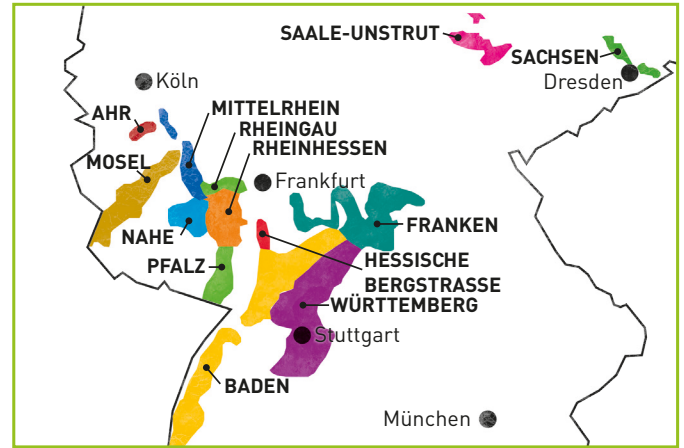 SAALE-UNSTRUT
SACHSEN
Dresden
Köln
MITTELRHEIN
AHR
RHEINGAU
RHEINHESSEN
MOSEL
Frankfurt
FRANKEN
NAHE
HESSISCHE
BERGSTRASSE
PFALZ
WÜRTTEMBERG
Stuttgart
BADEN
München